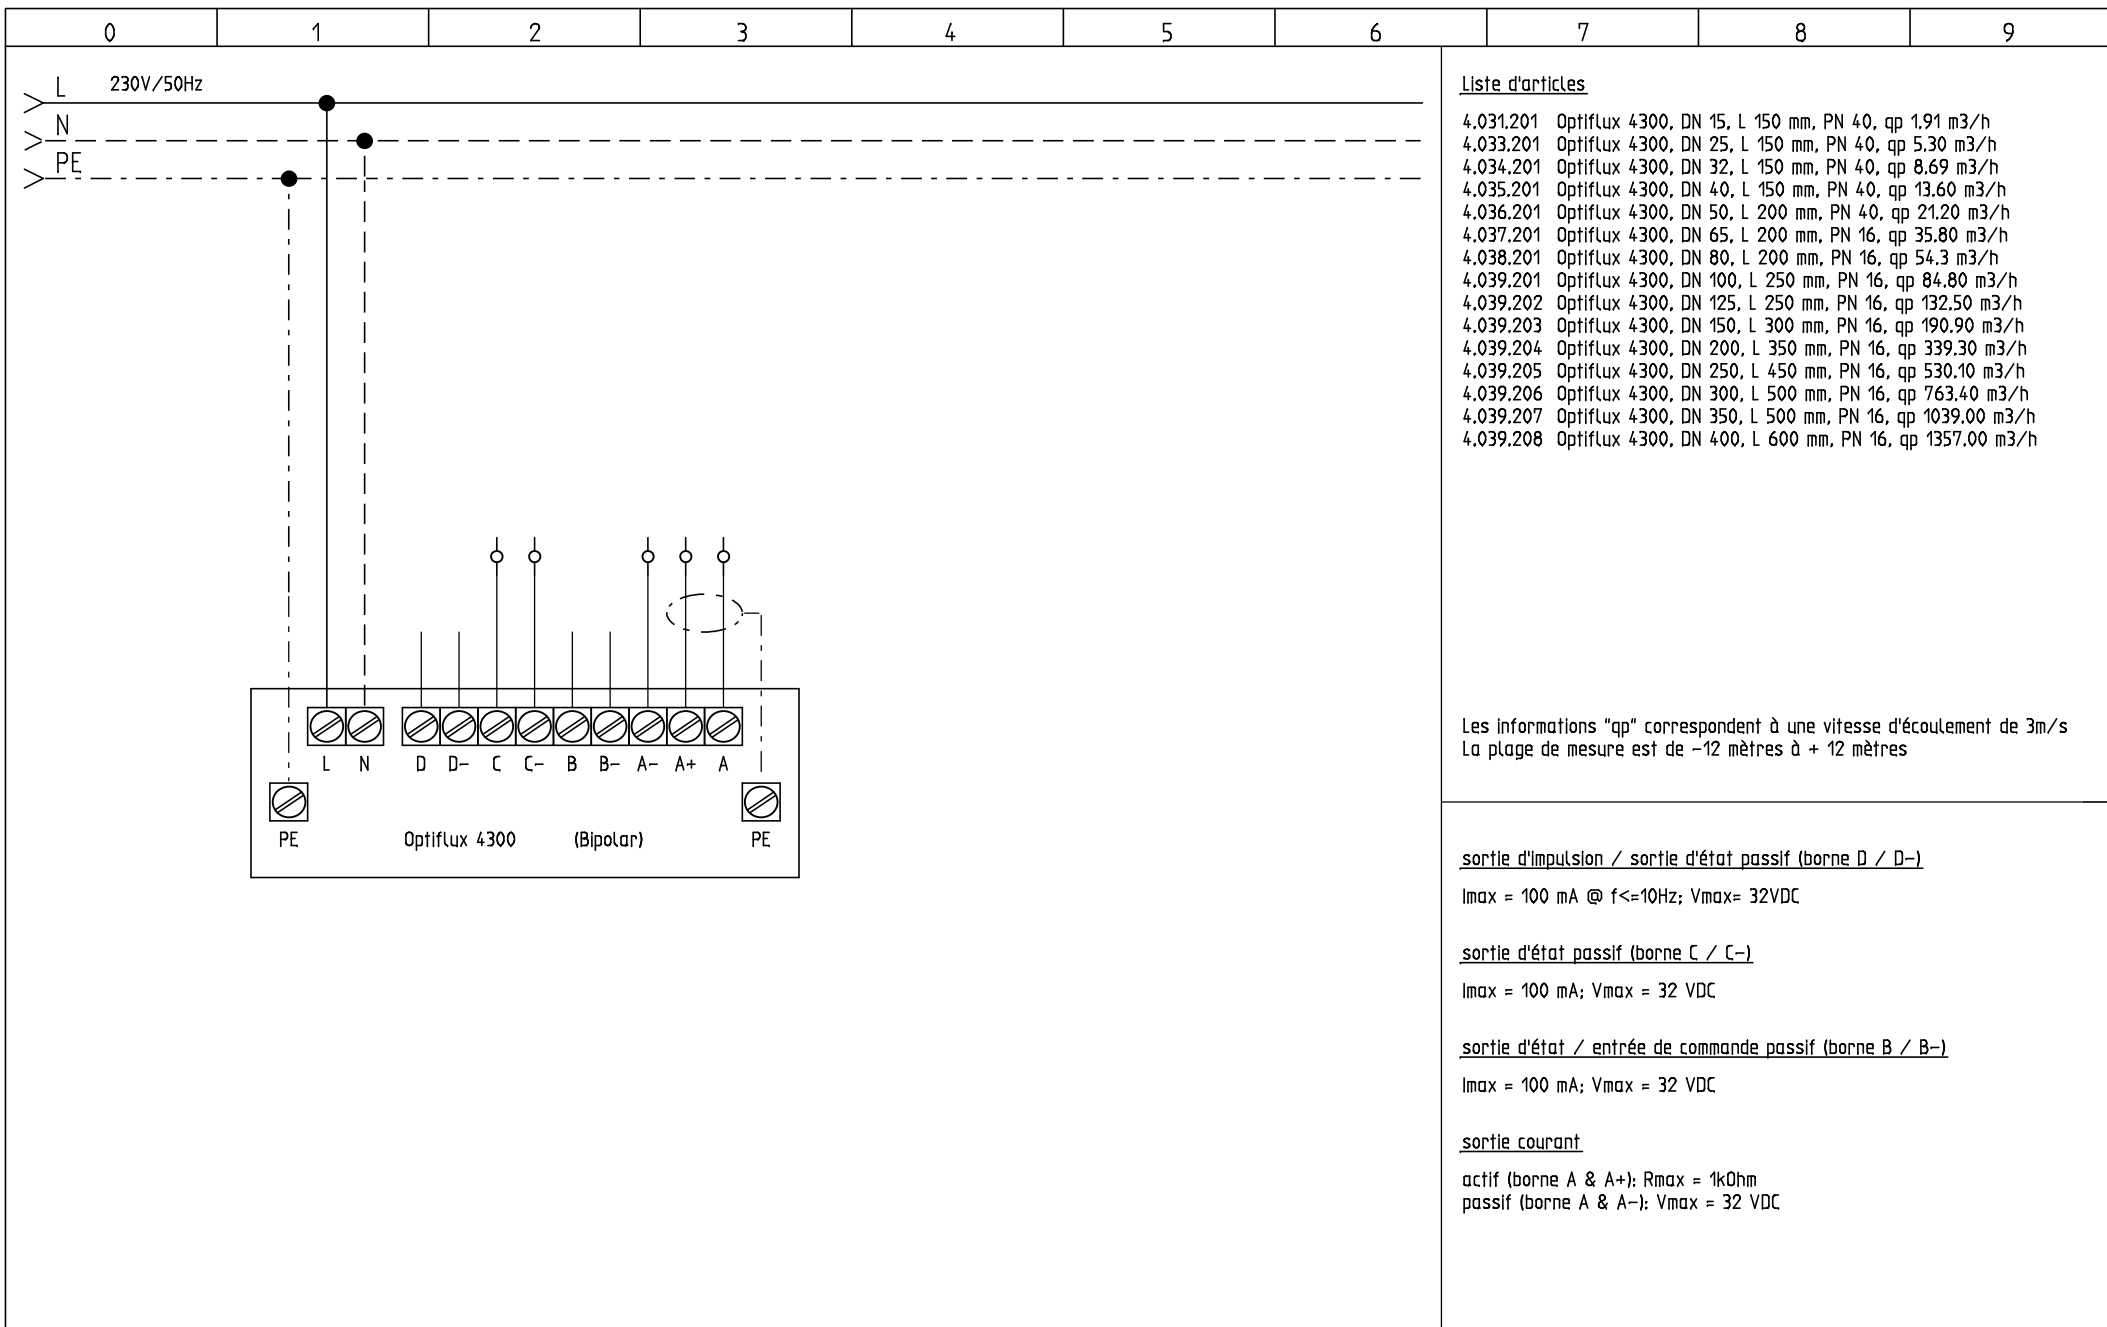 0 1 2 3 4 5 6 7 8 9
L 230V/50Hz
N
PE
L N D D- C C- B B- A- A+ A
PE Optiflux 4300 (Bipolar) PE
Liste d'articles
4.031.201 Optiflux 4300, DN 15, L 150 mm, PN 40, qp 1.91 m3/h
4.033.201 Optiflux 4300, DN 25, L 150 mm, PN 40, qp 5.30 m3/h
4.034.201 Optiflux 4300, DN 32, L 150 mm, PN 40, qp 8.69 m3/h
4.035.201 Optiflux 4300, DN 40, L 150 mm, PN 40, qp 13.60 m3/h
4.036.201 Optiflux 4300, DN 50, L 200 mm, PN 40, qp 21.20 m3/h
4.037.201 Optiflux 4300, DN 65, L 200 mm, PN 16, qp 35.80 m3/h
4.038.201 Optiflux 4300, DN 80, L 200 mm, PN 16, qp 54.3 m3/h
4.039.201 Optiflux 4300, DN 100, L 250 mm, PN 16, qp 84.80 m3/h
4.039.202 Optiflux 4300, DN 125, L 250 mm, PN 16, qp 132.50 m3/h
4.039.203 Optiflux 4300, DN 150, L 300 mm, PN 16, qp 190.90 m3/h
4.039.204 Optiflux 4300, DN 200, L 350 mm, PN 16, qp 339.30 m3/h
4.039.205 Optiflux 4300, DN 250, L 450 mm, PN 16, qp 530.10 m3/h
4.039.206 Optiflux 4300, DN 300, L 500 mm, PN 16, qp 763.40 m3/h
4.039.207 Optiflux 4300, DN 350, L 500 mm, PN 16, qp 1039.00 m3/h
4.039.208 Optiflux 4300, DN 400, L 600 mm, PN 16, qp 1357.00 m3/h
Les informations "qp" correspondent à une vitesse d'écoulement de 3m/s
La plage de mesure est de -12 mètres à + 12 mètres
sortie d'impulsion / sortie d'état passif (borne D / D-)
Imax = 100 mA @ f<=10Hz; Vmax= 32VDC
sortie d'état passif (borne C / C-)
Imax = 100 mA; Vmax = 32 VDC
sortie d'état / entrée de commande passif (borne B / B-)
Imax = 100 mA; Vmax = 32 VDC
sortie courant
actif (borne A & A+): Rmax = 1kOhm
passif (borne A & A-): Vmax = 32 VDC